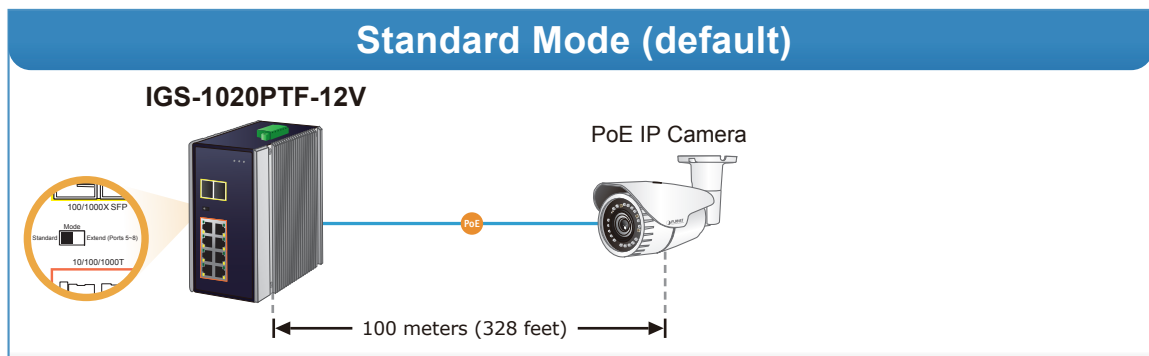 Standard Mode (default)
IGS-1020PTF-12V
PoE IP Camera
100/1000X SFP
Mode
Standard Extend (Ports 5~8)
10/100/1000T
PoE
PLANET
100 meters (328 feet)